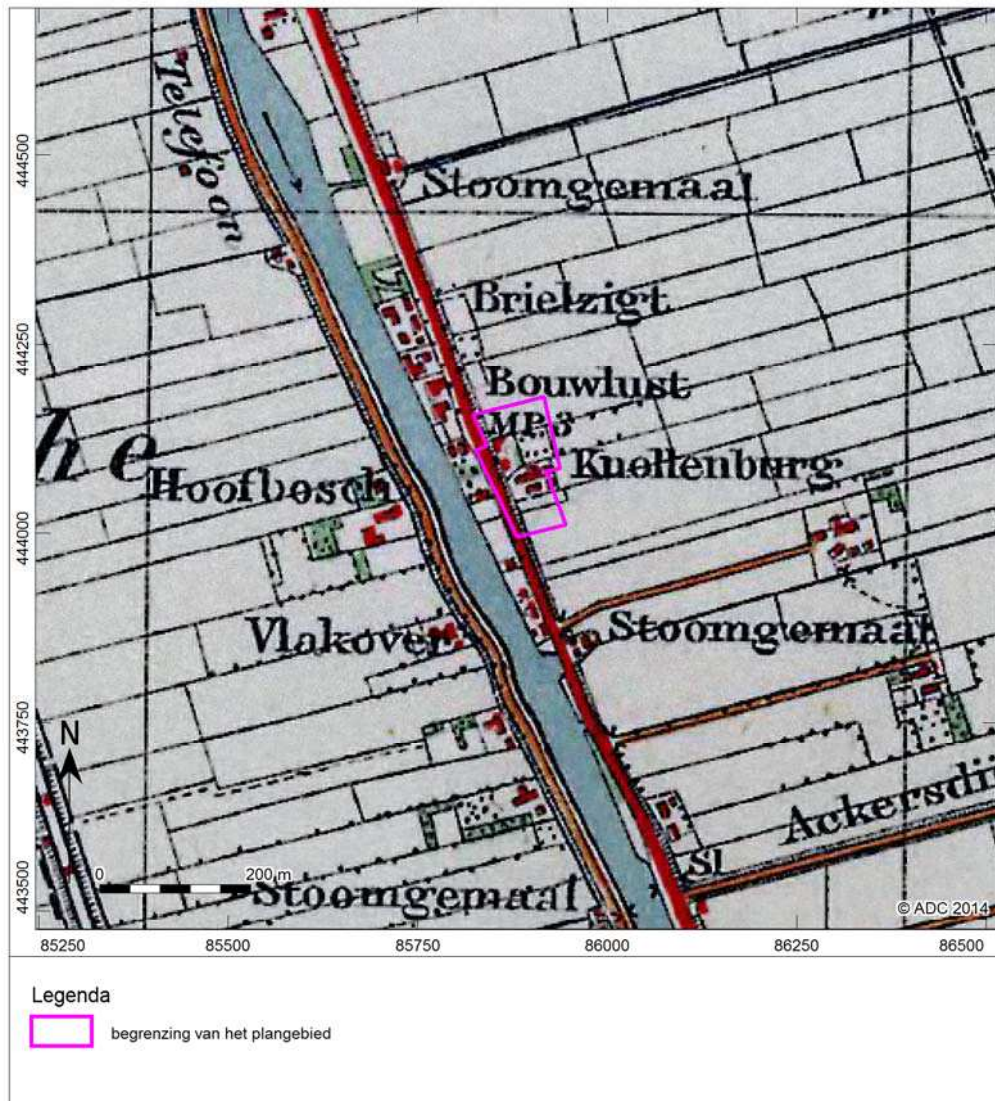 444500
444250
444000
443750
443500
Telefoon
Stoomgemaal
Brielzigt
Bouwlust
M.P. 3
Knollenburg
he
Hoofbosch
Vlakover
Stoomgemaal
N
Ackersdi
Sl.
0 200 m
Stoomgemaal
© ADC 2014
85250 85500 85750 86000 86250 86500
Legenda
begrenzing van het plangebied